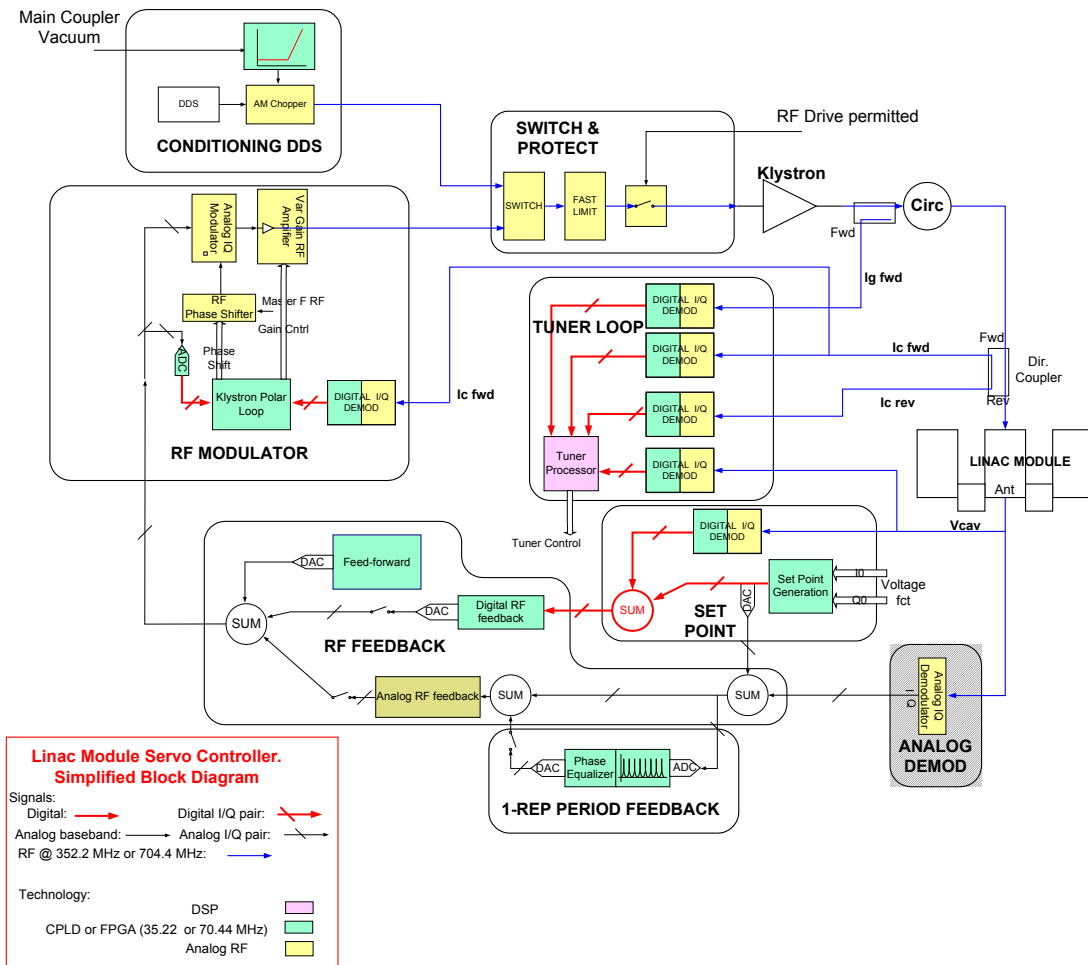 Main Coupler
Vacuum
DDS
AM Chopper
CONDITIONING DDS
SWITCH &
PROTECT
RF Drive permitted
SWITCH
FAST
LIMIT
Klystron
Circ
Fwd
Ig fwd
Analog IQ
Modulator
Var Gain RF
Ampifier
RF
Phase Shifter
Master F RF
Gain Cntrl
Phase
Shift
ADC
Klystron Polar
Loop
DIGITAL I/Q
DEMOD
Ic fwd
RF MODULATOR
TUNER LOOP
DIGITAL I/Q
DEMOD
DIGITAL I/Q
DEMOD
DIGITAL I/Q
DEMOD
DIGITAL I/Q
DEMOD
Tuner
Processor
Tuner Control
Ic fwd
Ic rev
Fwd
Dir.
Coupler
Rev
LINAC MODULE
Ant
Vcav
DIGITAL I/Q
DEMOD
Set Point
Generation
I0
Q0
Voltage
fct
DAC
SUM
SET
POINT
DAC
Feed-forward
DAC
Digital RF
feedback
SUM
RF FEEDBACK
Analog RF feedback
SUM
SUM
Analog IQ
Demodulator
I Q
ANALOG
DEMOD
DAC
Phase
Equalizer
ADC
1-REP PERIOD FEEDBACK
Linac Module Servo Controller.
Simplified Block Diagram
Signals:
Digital:
Digital I/Q pair:
Analog baseband:
Analog I/Q pair:
RF @ 352.2 MHz or 704.4 MHz:
Technology:
DSP
CPLD or FPGA (35.22 or 70.44 MHz)
Analog RF